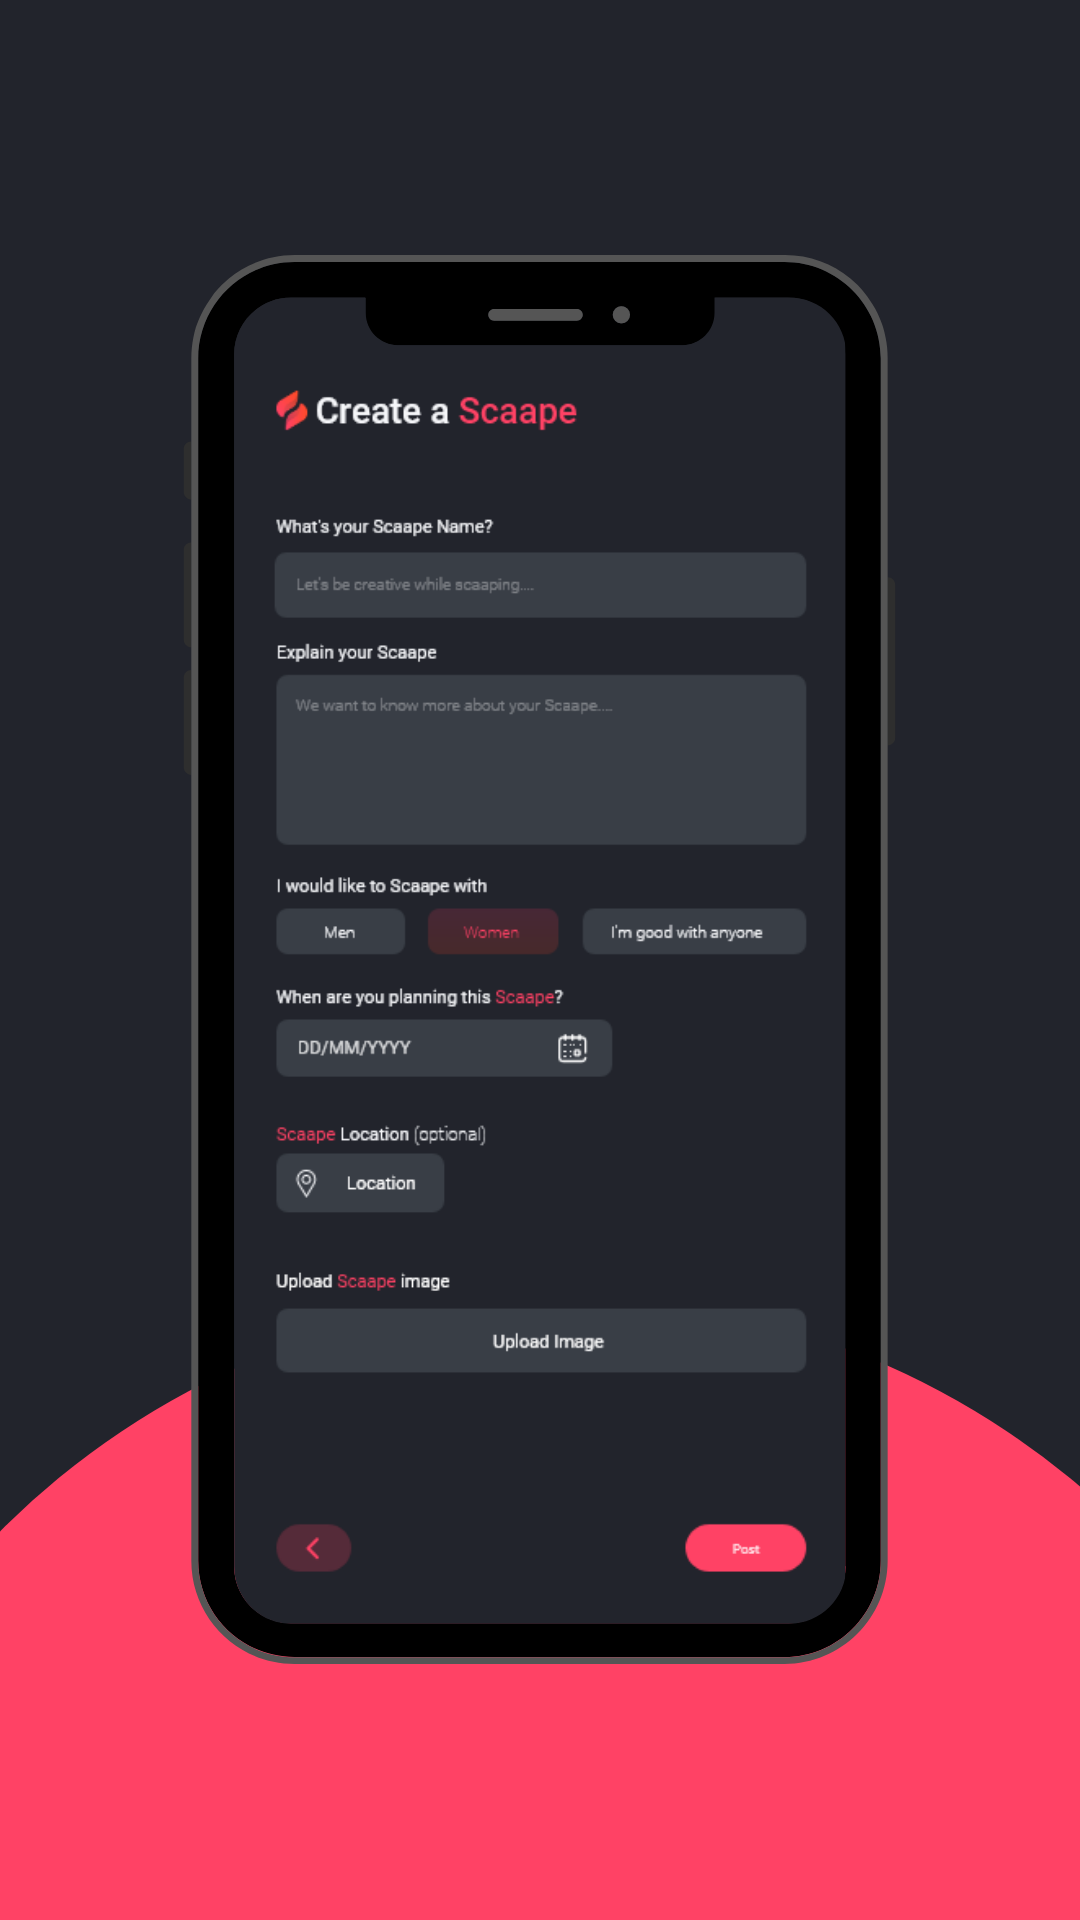 Create a Scaape
What's your Scaape Name?
Let's be creative while scaaping....
Explain your Scaape
We want to know more about your Scaape....
I would like to Scaape with
Men
Women
I'm good with anyone
When are you planning this Scaape?
DD/MM/YYYY
Scaape Location (optional)
Location
Upload Scaape image
Upload Image
Post